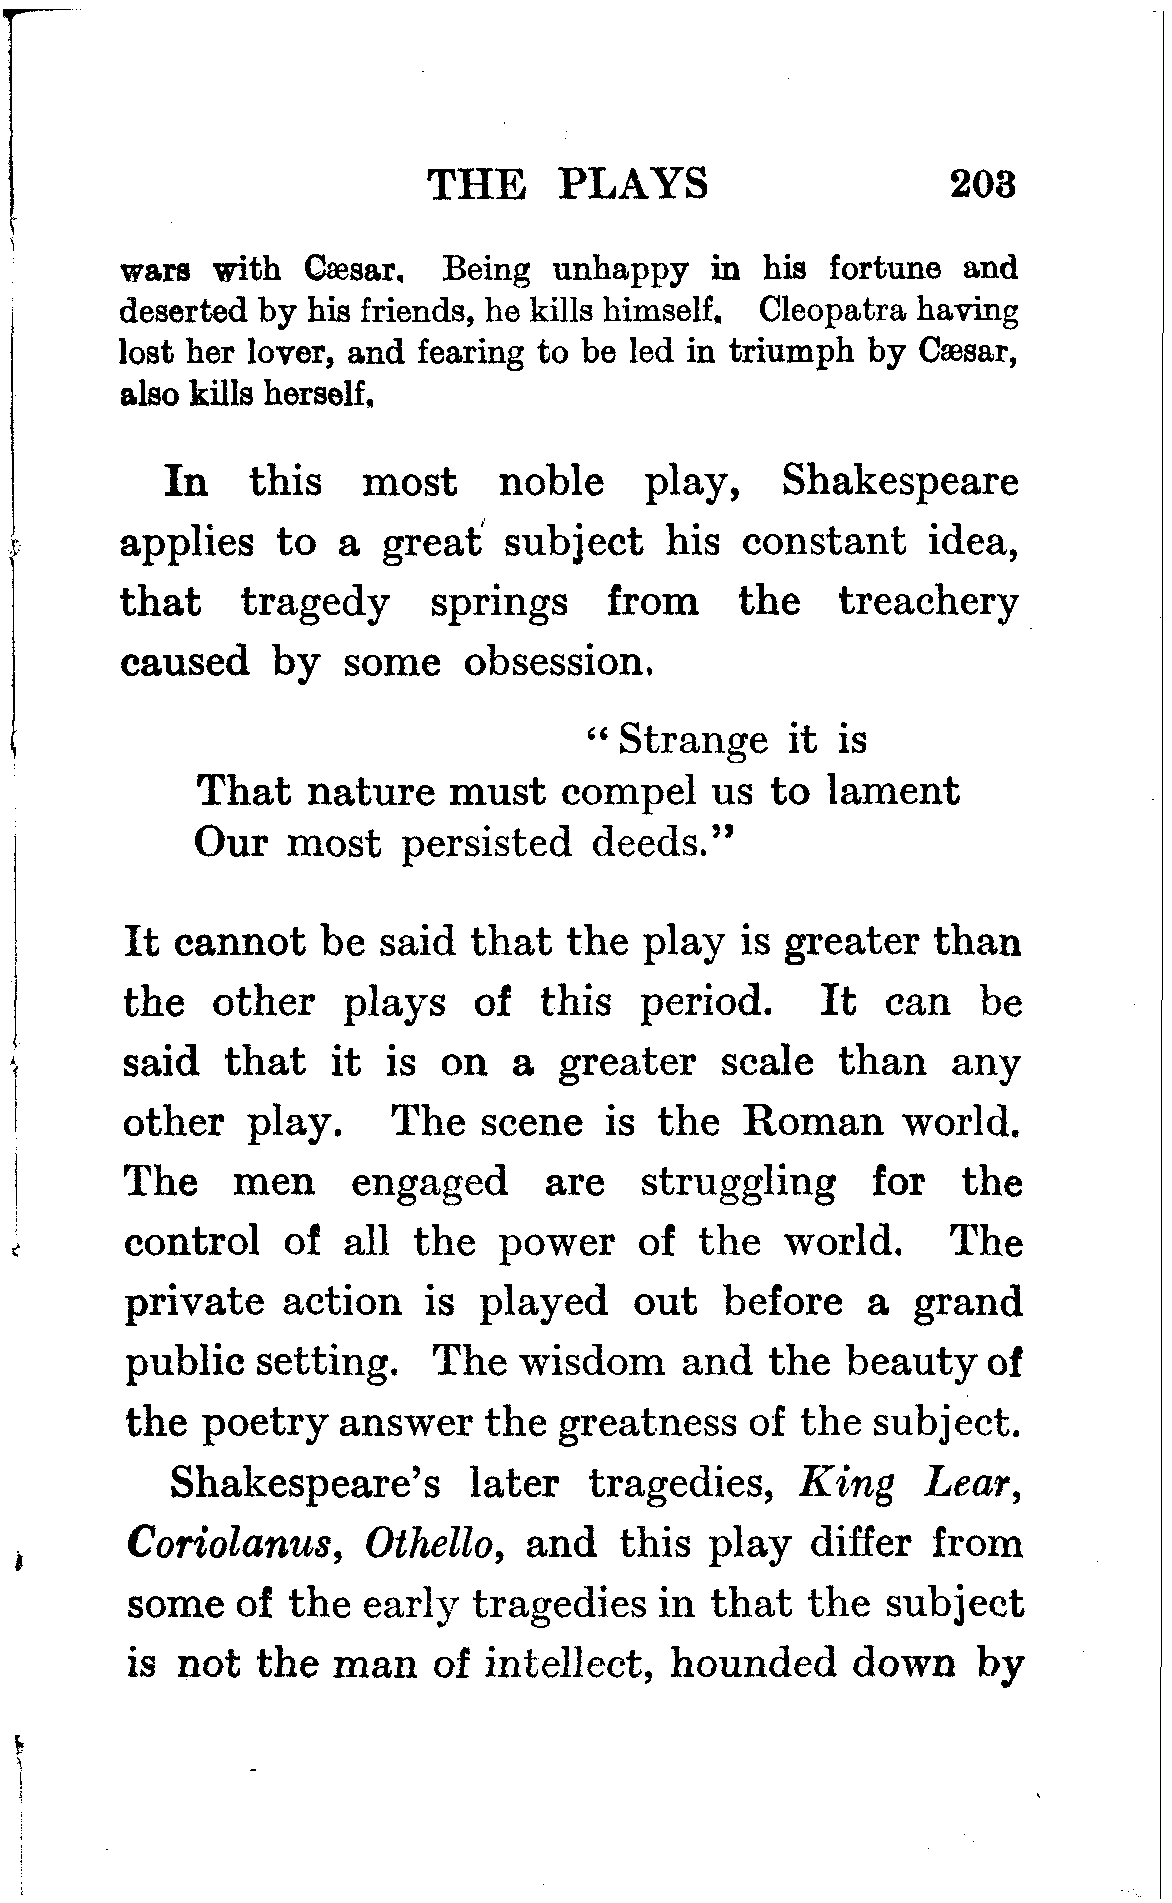 THE PLAYS 203
wars with Cæsar. Being unhappy in his fortune and
deserted by his friends, he kills himself. Cleopatra having
lost her lover, and fearing to be led in triumph by Cæsar,
also kills herself.
In this most noble play, Shakespeare
applies to a great subject his constant idea,
that tragedy springs from the treachery
caused by some obsession.
“Strange it is
That nature must compel us to lament
Our most persisted deeds.”
It cannot be said that the play is greater than
the other plays of this period. It can be
said that it is on a greater scale than any
other play. The scene is the Roman world.
The men engaged are struggling for the
control of all the power of the world. The
private action is played out before a grand
public setting. The wisdom and the beauty of
the poetry answer the greatness of the subject.
Shakespeare’s later tragedies, King Lear,
Coriolanus, Othello, and this play differ from
some of the early tragedies in that the subject
is not the man of intellect, hounded down by